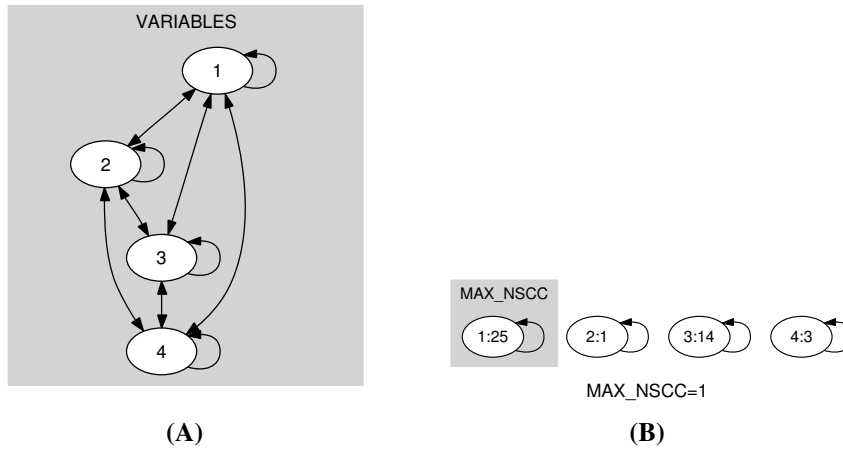 VARIABLES
1
2
3
4
MAX_NSCC
1:25 2:1 3:14 4:3
MAX_NSCC=1
(A) (B)